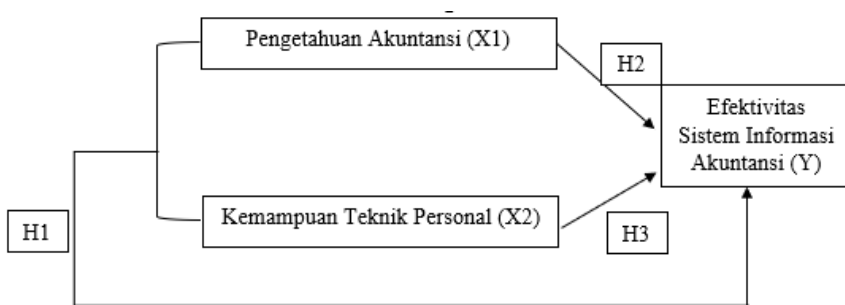 Pengetahuan Akuntansi (X1)
H2
Efektivitas
Sistem Informasi
Akuntansi (Y)
Kemampuan Teknik Personal (X2)
H1
H3